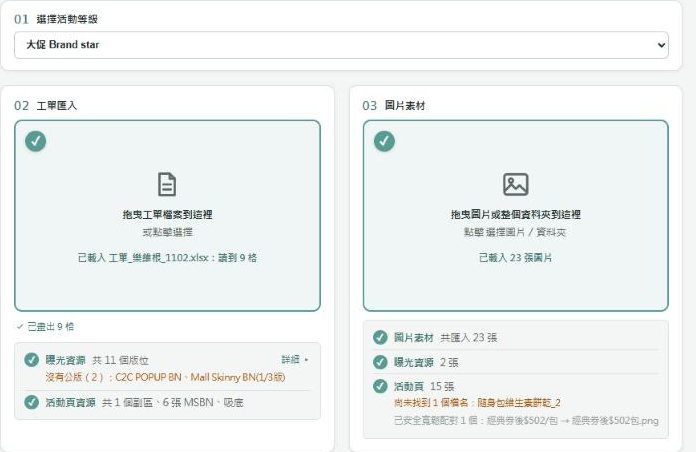 01 選擇活動等級
大促 Brand star
02 工單匯入
拖曳工單檔案到這裡
或點擊選擇
已載入 工單_樂維根_1102.xlsx：讀到 9 格
✓ 已畫出 9 格
曝光資源 共 11 個版位 詳細
沒有公版（2）：C2C POPUP BN、Mall Skinny BN(1/3版)
活動頁資源 共 1 個劃區、6 張 MSBN、吸底
03 圖片素材
拖曳圖片或整個資料夾到這裡
點擊選擇圖片 / 資料夾
已載入 23 張圖片
圖片素材 共匯入 23 張
曝光資源 2 張
活動頁 15 張
尚未找到 1 個檔名：隨身包維生素餅乾_2
已安全寬鬆配對 1 個：經典券後$502/包 → 經典券後$502包.png